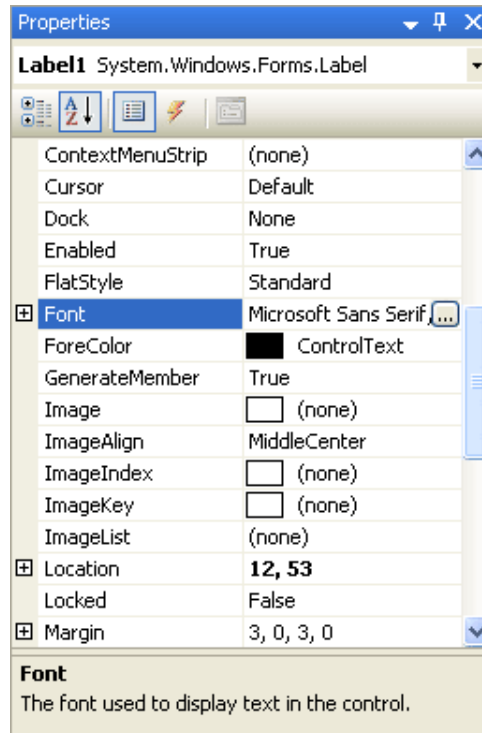 Properties
Label1 System.Windows.Forms.Label
ContextMenuStrip (none)
Cursor Default
Dock None
Enabled True
FlatStyle Standard
Font Microsoft Sans Serif, ...
ForeColor ControlText
GenerateMember True
Image (none)
ImageAlign MiddleCenter
ImageIndex (none)
ImageKey (none)
ImageList (none)
Location 12, 53
Locked False
Margin 3, 0, 3, 0
Font
The font used to display text in the control.